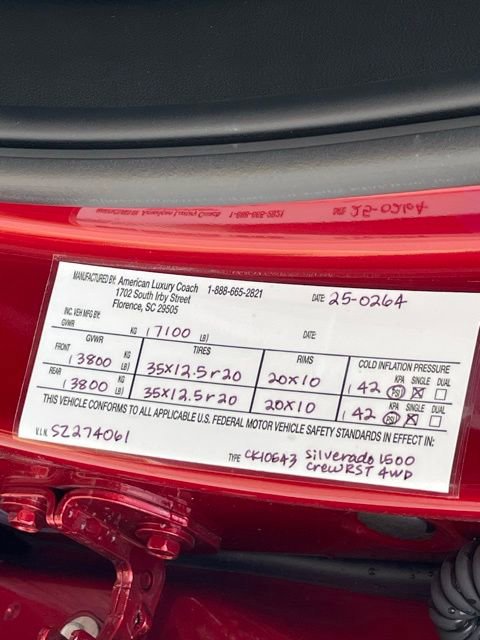 MANUFACTURED BY: American Luxury Coach 1-888-665-2821 DATE: 25-0264
1702 South Irby Street
Florence, SC 29505
INC. VEH MFG BY: DATE:
GVWR KG ( 7100 LB)
GVWR TIRES RIMS COLD INFLATION PRESSURE
FRONT KG ( 3800 LB) 35X12.5r20 20X10 ( 42 KPA PSI) SINGLE ☒ DUAL ☐
REAR KG ( 3800 LB) 35X12.5r20 20X10 ( 42 KPA PSI) SINGLE ☒ DUAL ☐
THIS VEHICLE CONFORMS TO ALL APPLICABLE U.S. FEDERAL MOTOR VEHICLE SAFETY STANDARDS IN EFFECT IN:
V.I.N. SZ274061 TYPE CK10543 Silverado 1500
Crew RST 4WD